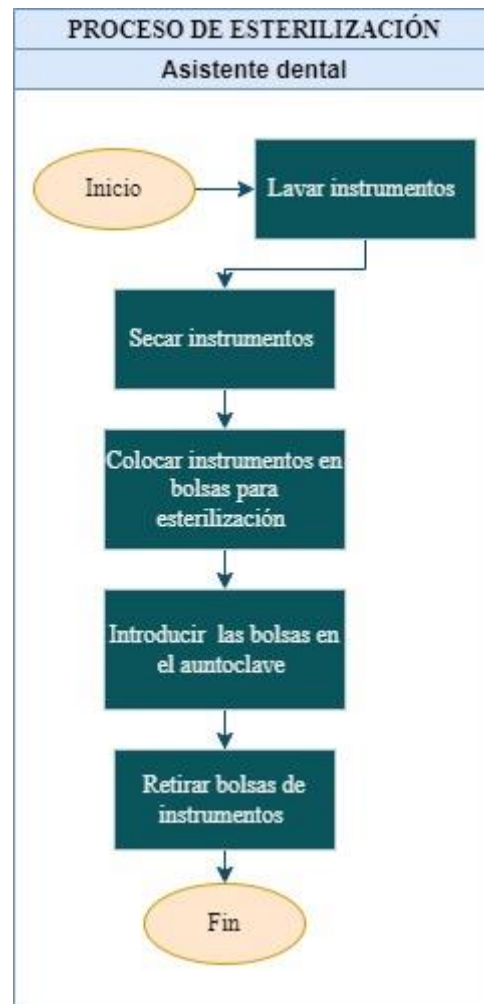 PROCESO DE ESTERILIZACIÓN
Asistente dental
Inicio
Lavar instrumentos
Secar instrumentos
Colocar instrumentos en
bolsas para
esterilización
Introducir las bolsas en
el auntoclave
Retirar bolsas de
instrumentos
Fin